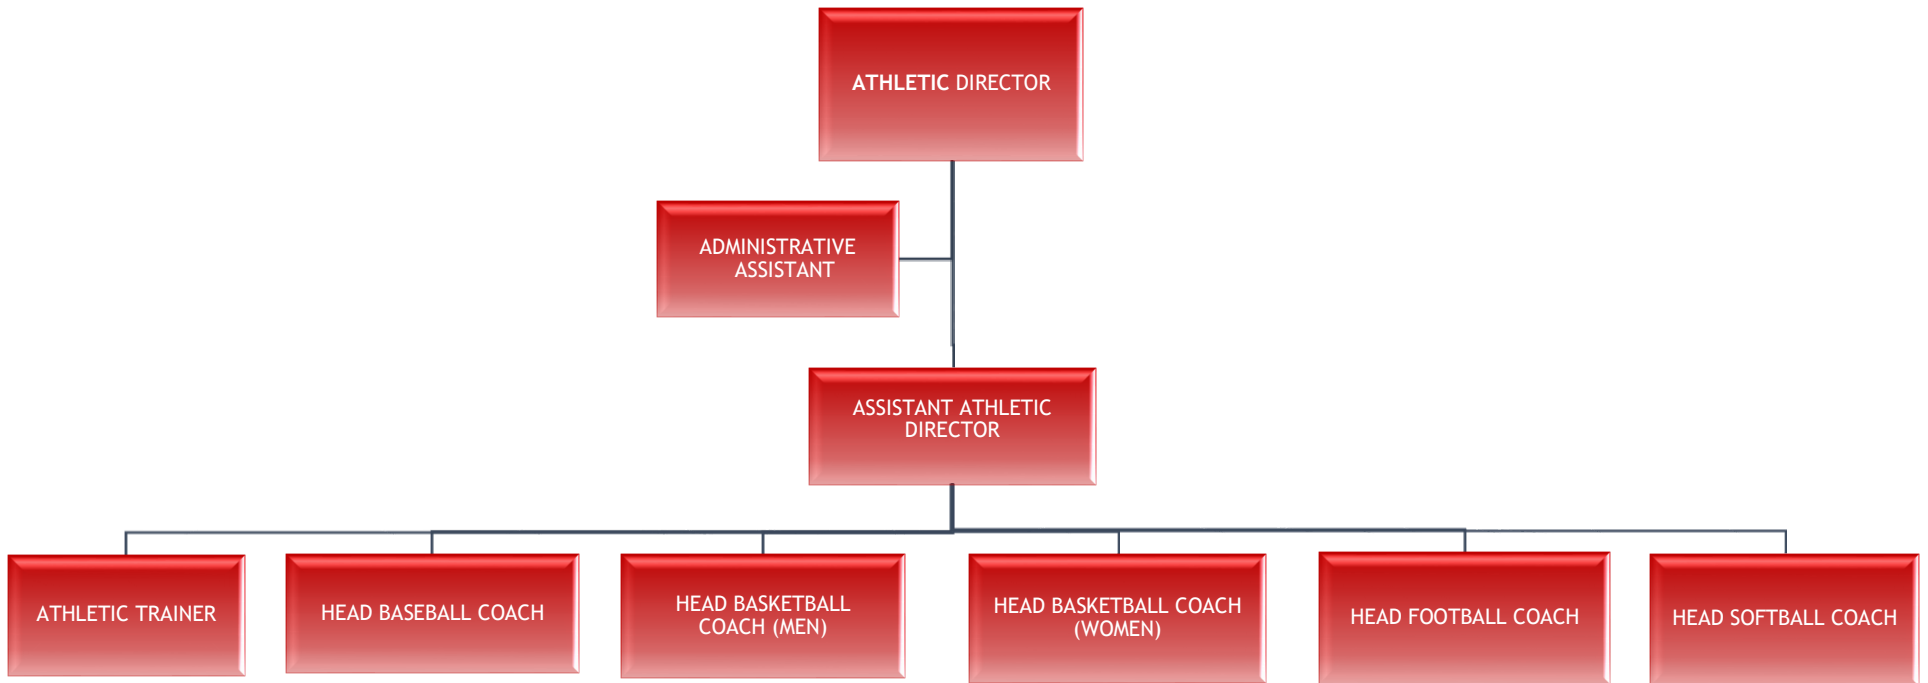 ATHLETIC DIRECTOR
ADMINISTRATIVE
ASSISTANT
ASSISTANT ATHLETIC
DIRECTOR
ATHLETIC TRAINER
HEAD BASEBALL COACH
HEAD BASKETBALL
COACH (MEN)
HEAD BASKETBALL COACH
(WOMEN)
HEAD FOOTBALL COACH
HEAD SOFTBALL COACH